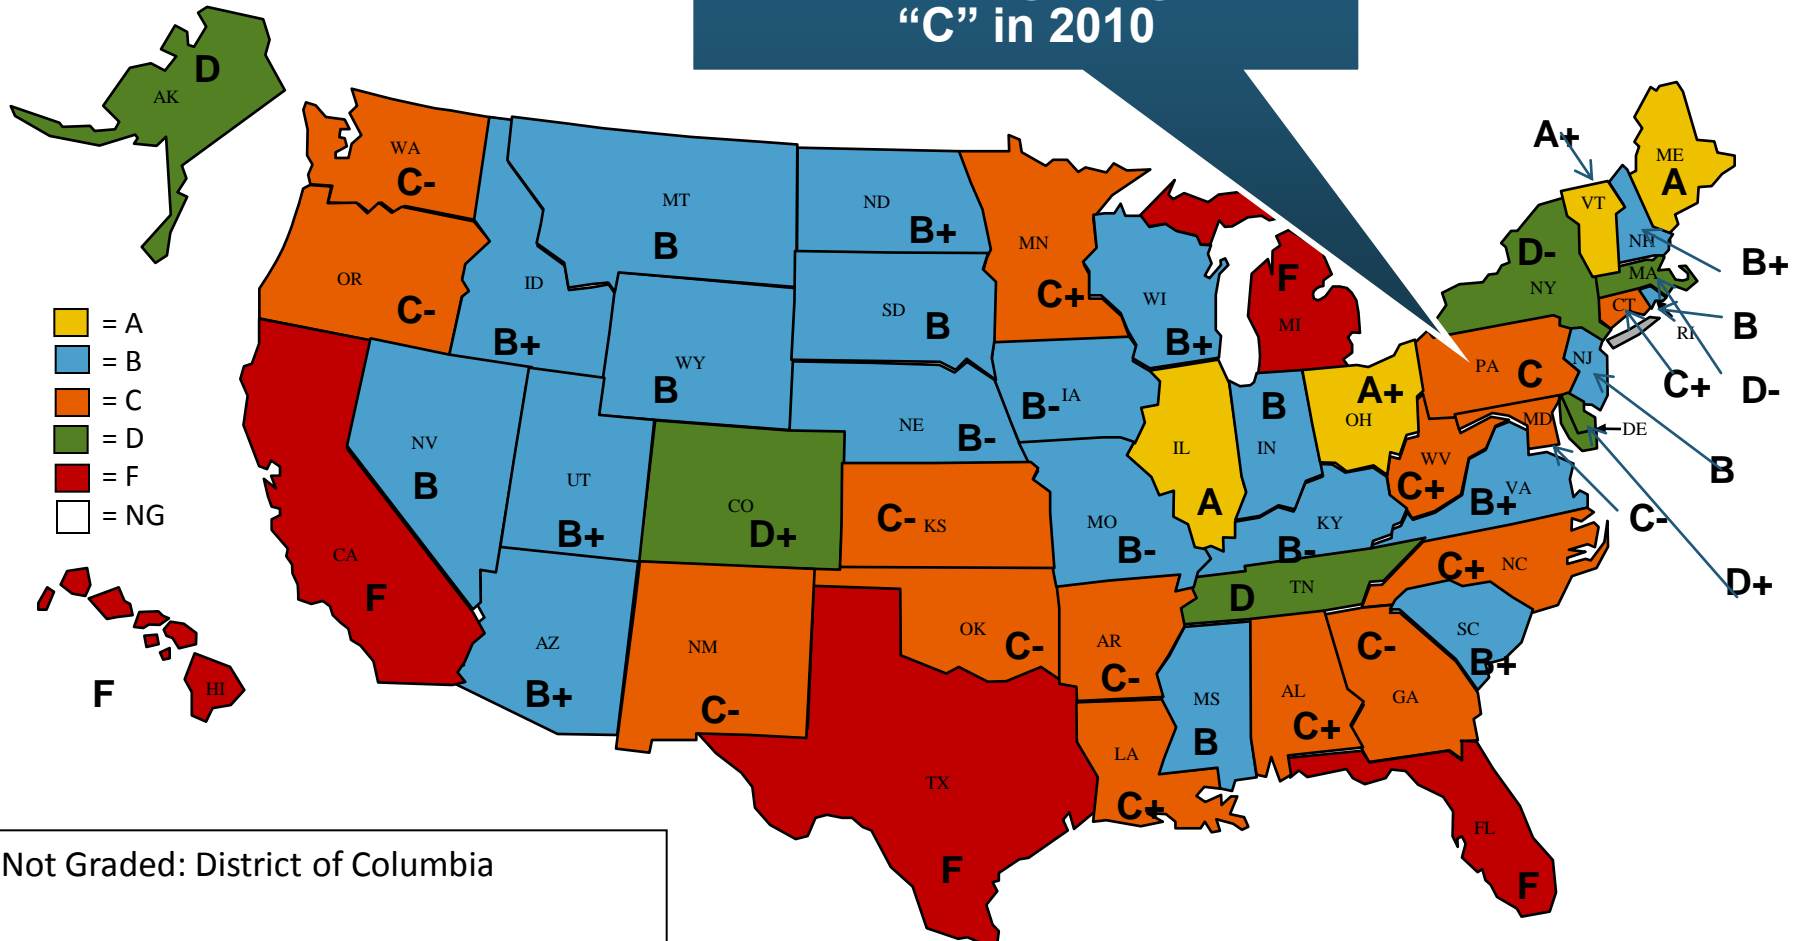 “C” in 2010
D
AK
A+
ME
A
WA
C-
MT
B
ND
B+
MN
C+
VT
NH
B+
OR
C-
ID
B+
SD
B
WI
B+
F
MI
D-
NY
MA
CT
RI
B
C+
D-
= A
= B
= C
= D
= F
= NG
WY
B
NE
B-
B-
IA
IL
A
B
IN
A+
OH
PA
C
NJ
B
MD
DE
C-
D+
NV
B
UT
B+
CO
D+
C-
KS
MO
B-
KY
B-
WV
C+
VA
B+
CA
F
AZ
B+
NM
C-
OK
C-
AR
C-
D
TN
C+
NC
SC
B+
F
HI
TX
F
LA
C+
MS
B
AL
C+
C-
GA
FL
F
Not Graded: District of Columbia